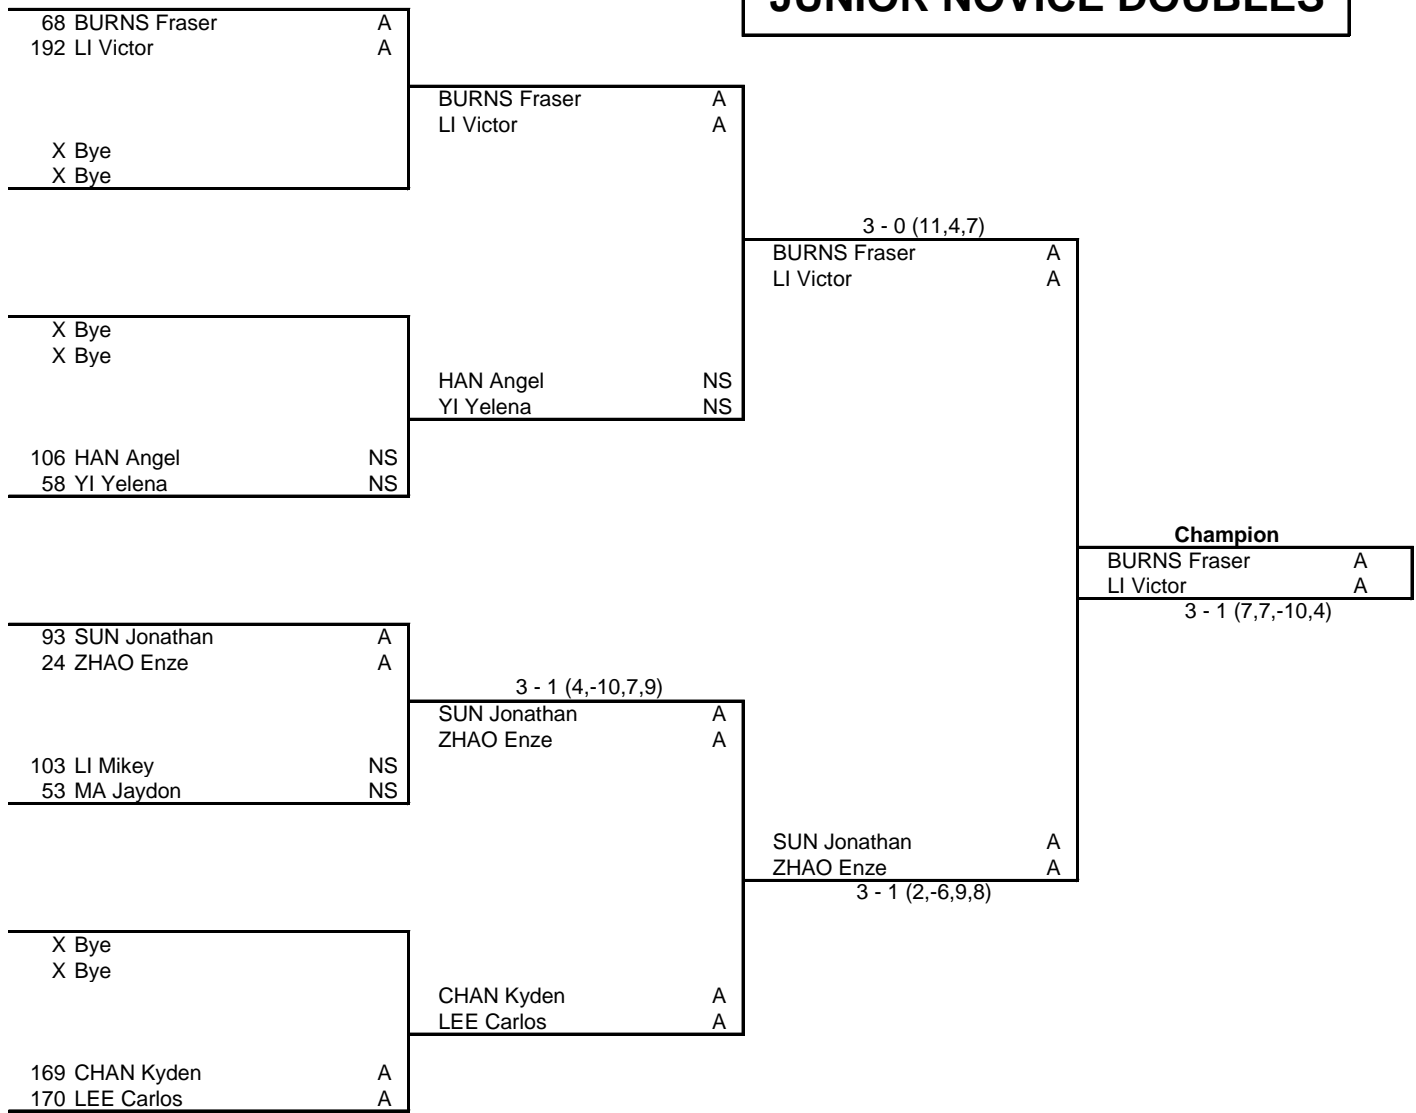 JUNIOR NOVICE DOUBLES
68 BURNS Fraser A
192 LI Victor A
BURNS Fraser A
LI Victor A
X Bye
X Bye
3 - 0 (11,4,7)
BURNS Fraser A
LI Victor A
X Bye
X Bye
HAN Angel NS
YI Yelena NS
106 HAN Angel NS
58 YI Yelena NS
Champion
BURNS Fraser A
LI Victor A
3 - 1 (7,7,-10,4)
93 SUN Jonathan A
24 ZHAO Enze A
3 - 1 (4,-10,7,9)
SUN Jonathan A
ZHAO Enze A
103 LI Mikey NS
53 MA Jaydon NS
SUN Jonathan A
ZHAO Enze A
3 - 1 (2,-6,9,8)
X Bye
X Bye
CHAN Kyden A
LEE Carlos A
169 CHAN Kyden A
170 LEE Carlos A